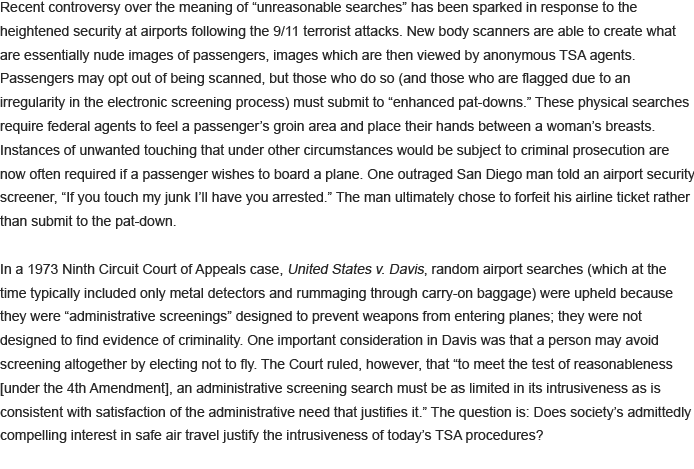 Recent controversy over the meaning of “unreasonable searches” has been sparked in response to the
heightened security at airports following the 9/11 terrorist attacks. New body scanners are able to create what
are essentially nude images of passengers, images which are then viewed by anonymous TSA agents.
Passengers may opt out of being scanned, but those who do so (and those who are flagged due to an
irregularity in the electronic screening process) must submit to “enhanced pat-downs.” These physical searches
require federal agents to feel a passenger’s groin area and place their hands between a woman’s breasts.
Instances of unwanted touching that under other circumstances would be subject to criminal prosecution are
now often required if a passenger wishes to board a plane. One outraged San Diego man told an airport security
screener, “If you touch my junk I’ll have you arrested.” The man ultimately chose to forfeit his airline ticket rather
than submit to the pat-down.
In a 1973 Ninth Circuit Court of Appeals case, United States v. Davis, random airport searches (which at the
time typically included only metal detectors and rummaging through carry-on baggage) were upheld because
they were “administrative screenings” designed to prevent weapons from entering planes; they were not
designed to find evidence of criminality. One important consideration in Davis was that a person may avoid
screening altogether by electing not to fly. The Court ruled, however, that “to meet the test of reasonableness
[under the 4th Amendment], an administrative screening search must be as limited in its intrusiveness as is
consistent with satisfaction of the administrative need that justifies it.” The question is: Does society’s admittedly
compelling interest in safe air travel justify the intrusiveness of today’s TSA procedures?